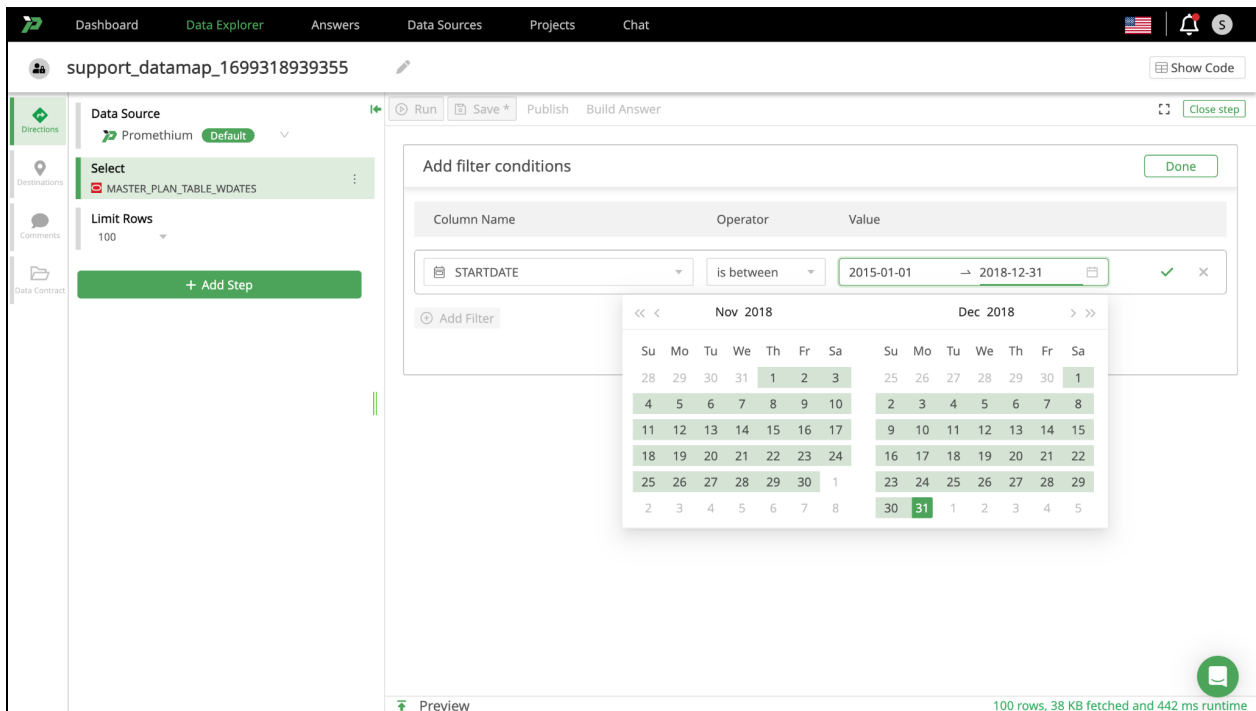 Dashboard Data Explorer Answers Data Sources Projects Chat S
support_datamap_1699318939355 Show Code
Directions
Destinations
Comments
Data Contract
Data Source
Promethium Default
Select
MASTER_PLAN_TABLE_WDATES
Limit Rows
100
+ Add Step
Run Save * Publish Build Answer Close step
Add filter conditions Done
Column Name Operator Value
STARTDATE is between 2015-01-01 → 2018-12-31
Add Filter
Nov 2018 Dec 2018
Su Mo Tu We Th Fr Sa Su Mo Tu We Th Fr Sa
28 29 30 31 1 2 3 25 26 27 28 29 30 1
4 5 6 7 8 9 10 2 3 4 5 6 7 8
11 12 13 14 15 16 17 9 10 11 12 13 14 15
18 19 20 21 22 23 24 16 17 18 19 20 21 22
25 26 27 28 29 30 1 23 24 25 26 27 28 29
2 3 4 5 6 7 8 30 31 1 2 3 4 5
Preview 100 rows, 38 KB fetched and 442 ms runtime